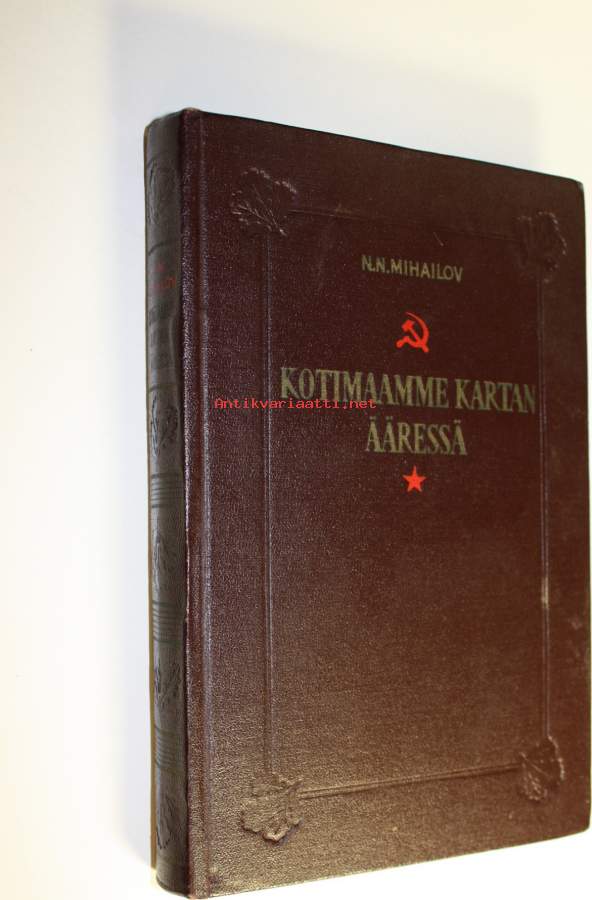 N.N.MIHAILOV
KOTIMAAMME KARTAN
Antikvariaatti.net
ÄÄRESSÄ